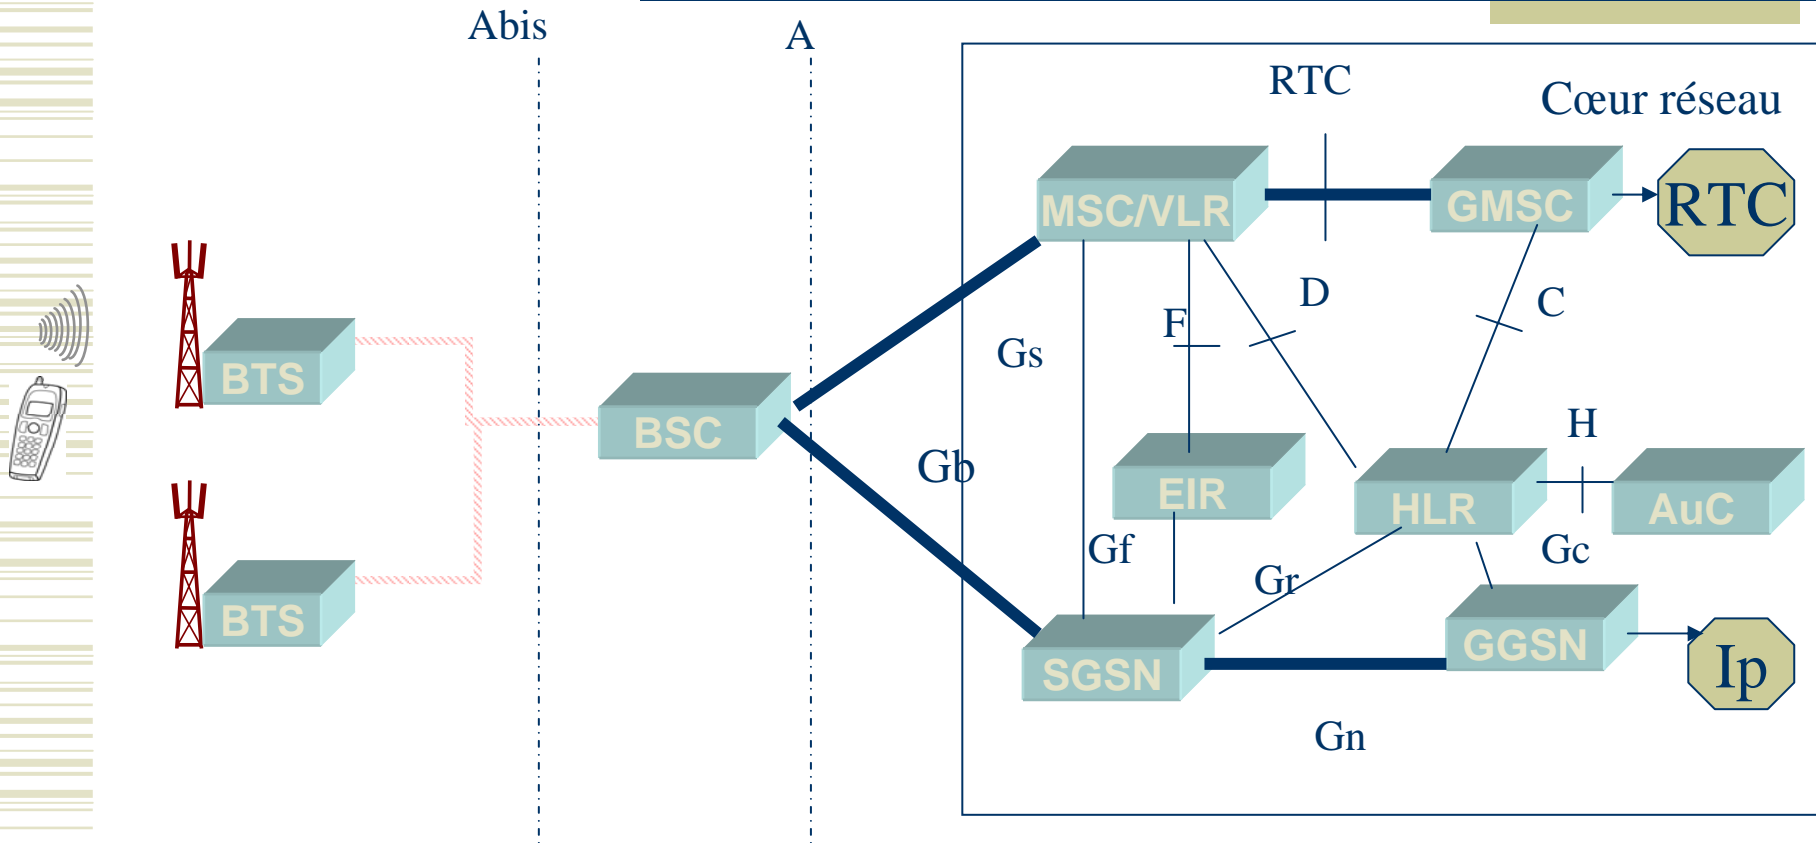 Abis
A
RTC
Cœur réseau
MSC/VLR
GMSC
RTC
D
C
F
Gs
BTS
BSC
H
Gb
EIR
HLR
AuC
Gf
Gc
Gr
BTS
SGSN
GGSN
Ip
Gn